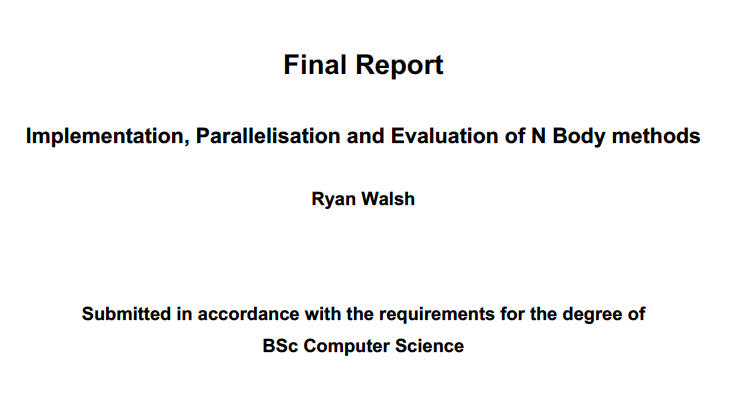 Final Report
Implementation, Parallelisation and Evaluation of N Body methods
Ryan Walsh
Submitted in accordance with the requirements for the degree of
BSc Computer Science